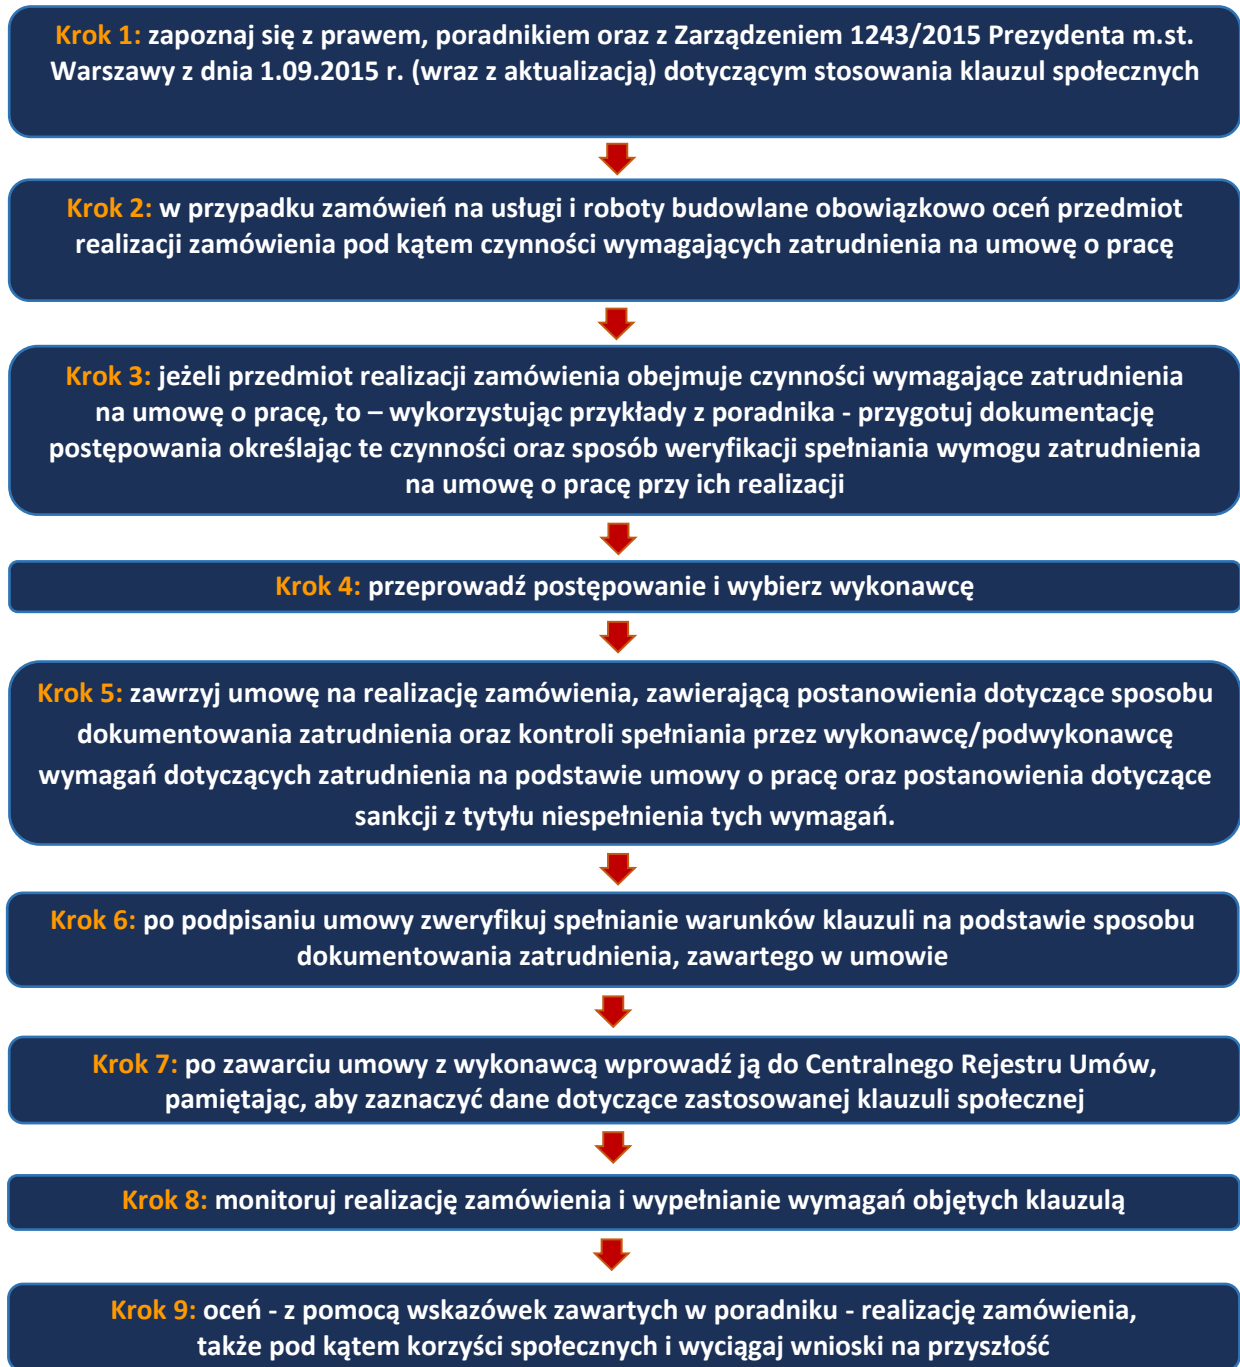 Krok 1: zapoznaj się z prawem, poradnikiem oraz z Zarządzeniem 1243/2015 Prezydenta m.st.
Warszawy z dnia 1.09.2015 r. (wraz z aktualizacją) dotyczącym stosowania klauzul społecznych
Krok 2: w przypadku zamówień na usługi i roboty budowlane obowiązkowo oceń przedmiot
realizacji zamówienia pod kątem czynności wymagających zatrudnienia na umowę o pracę
Krok 3: jeżeli przedmiot realizacji zamówienia obejmuje czynności wymagające zatrudnienia
na umowę o pracę, to – wykorzystując przykłady z poradnika - przygotuj dokumentację
postępowania określając te czynności oraz sposób weryfikacji spełniania wymogu zatrudnienia
na umowę o pracę przy ich realizacji
Krok 4: przeprowadź postępowanie i wybierz wykonawcę
Krok 5: zawrzyj umowę na realizację zamówienia, zawierającą postanowienia dotyczące sposobu
dokumentowania zatrudnienia oraz kontroli spełniania przez wykonawcę/podwykonawcę
wymagań dotyczących zatrudnienia na podstawie umowy o pracę oraz postanowienia dotyczące
sankcji z tytyłu niespełnienia tych wymagań.
Krok 6: po podpisaniu umowy zweryfikuj spełnianie warunków klauzuli na podstawie sposobu
dokumentowania zatrudnienia, zawartego w umowie
Krok 7: po zawarciu umowy z wykonawcą wprowadź ją do Centralnego Rejestru Umów,
pamiętając, aby zaznaczyć dane dotyczące zastosowanej klauzuli społecznej
Krok 8: monitoruj realizację zamówienia i wypełnianie wymagań objętych klauzulą
Krok 9: oceń - z pomocą wskazówek zawartych w poradniku - realizację zamówienia,
także pod kątem korzyści społecznych i wyciągaj wnioski na przyszłość